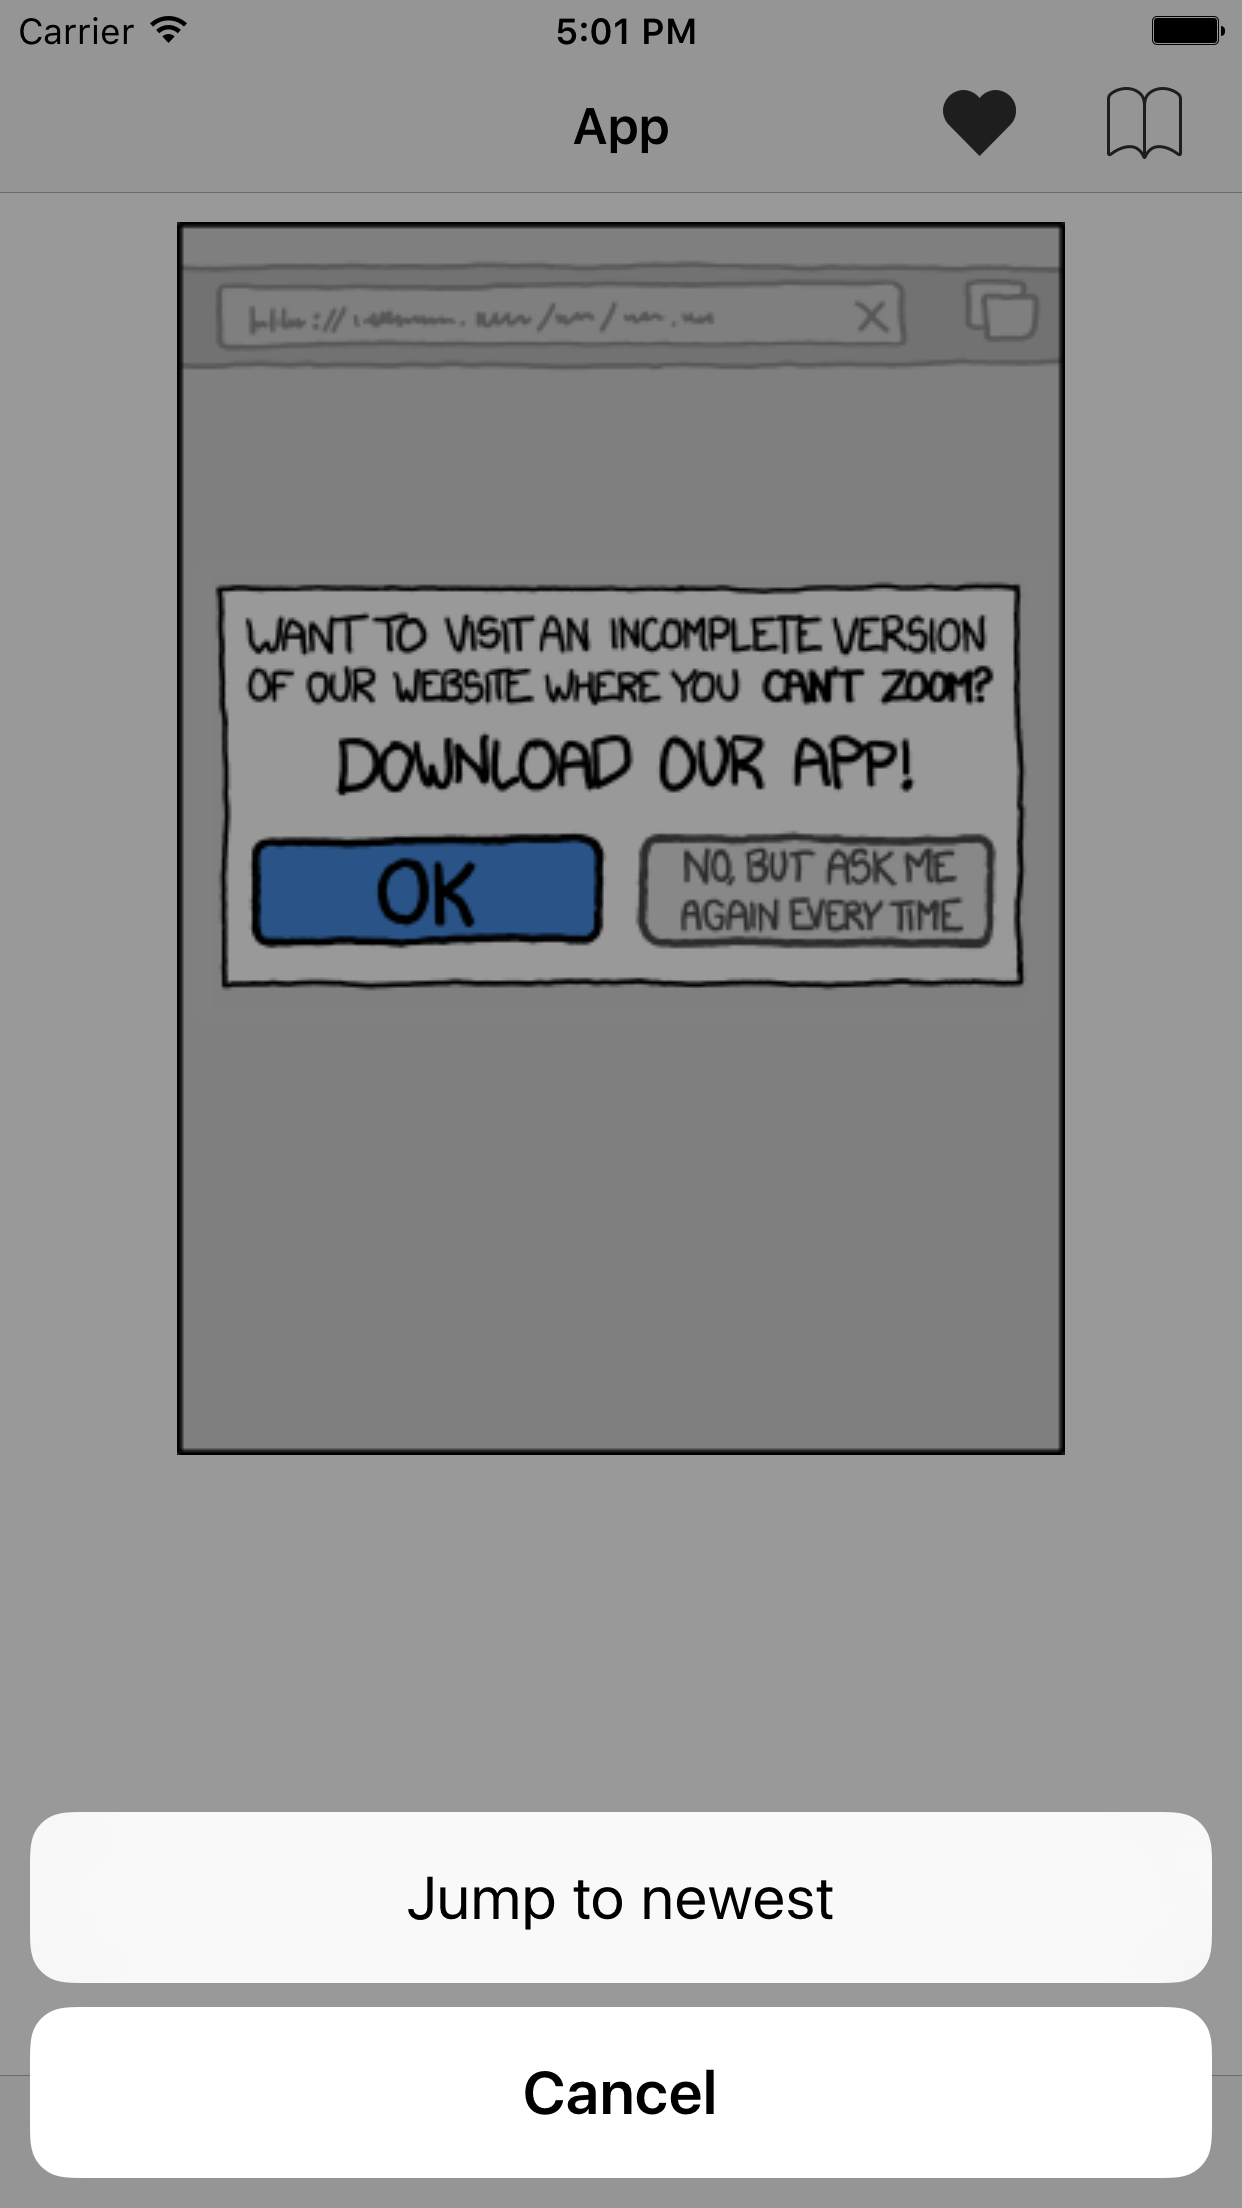 Carrier 5:01 PM
App
WANT TO VISIT AN INCOMPLETE VERSION
OF OUR WEBSITE WHERE YOU CAN'T ZOOM?
DOWNLOAD OUR APP!
OK
NO, BUT ASK ME
AGAIN EVERY TIME
Jump to newest
Cancel